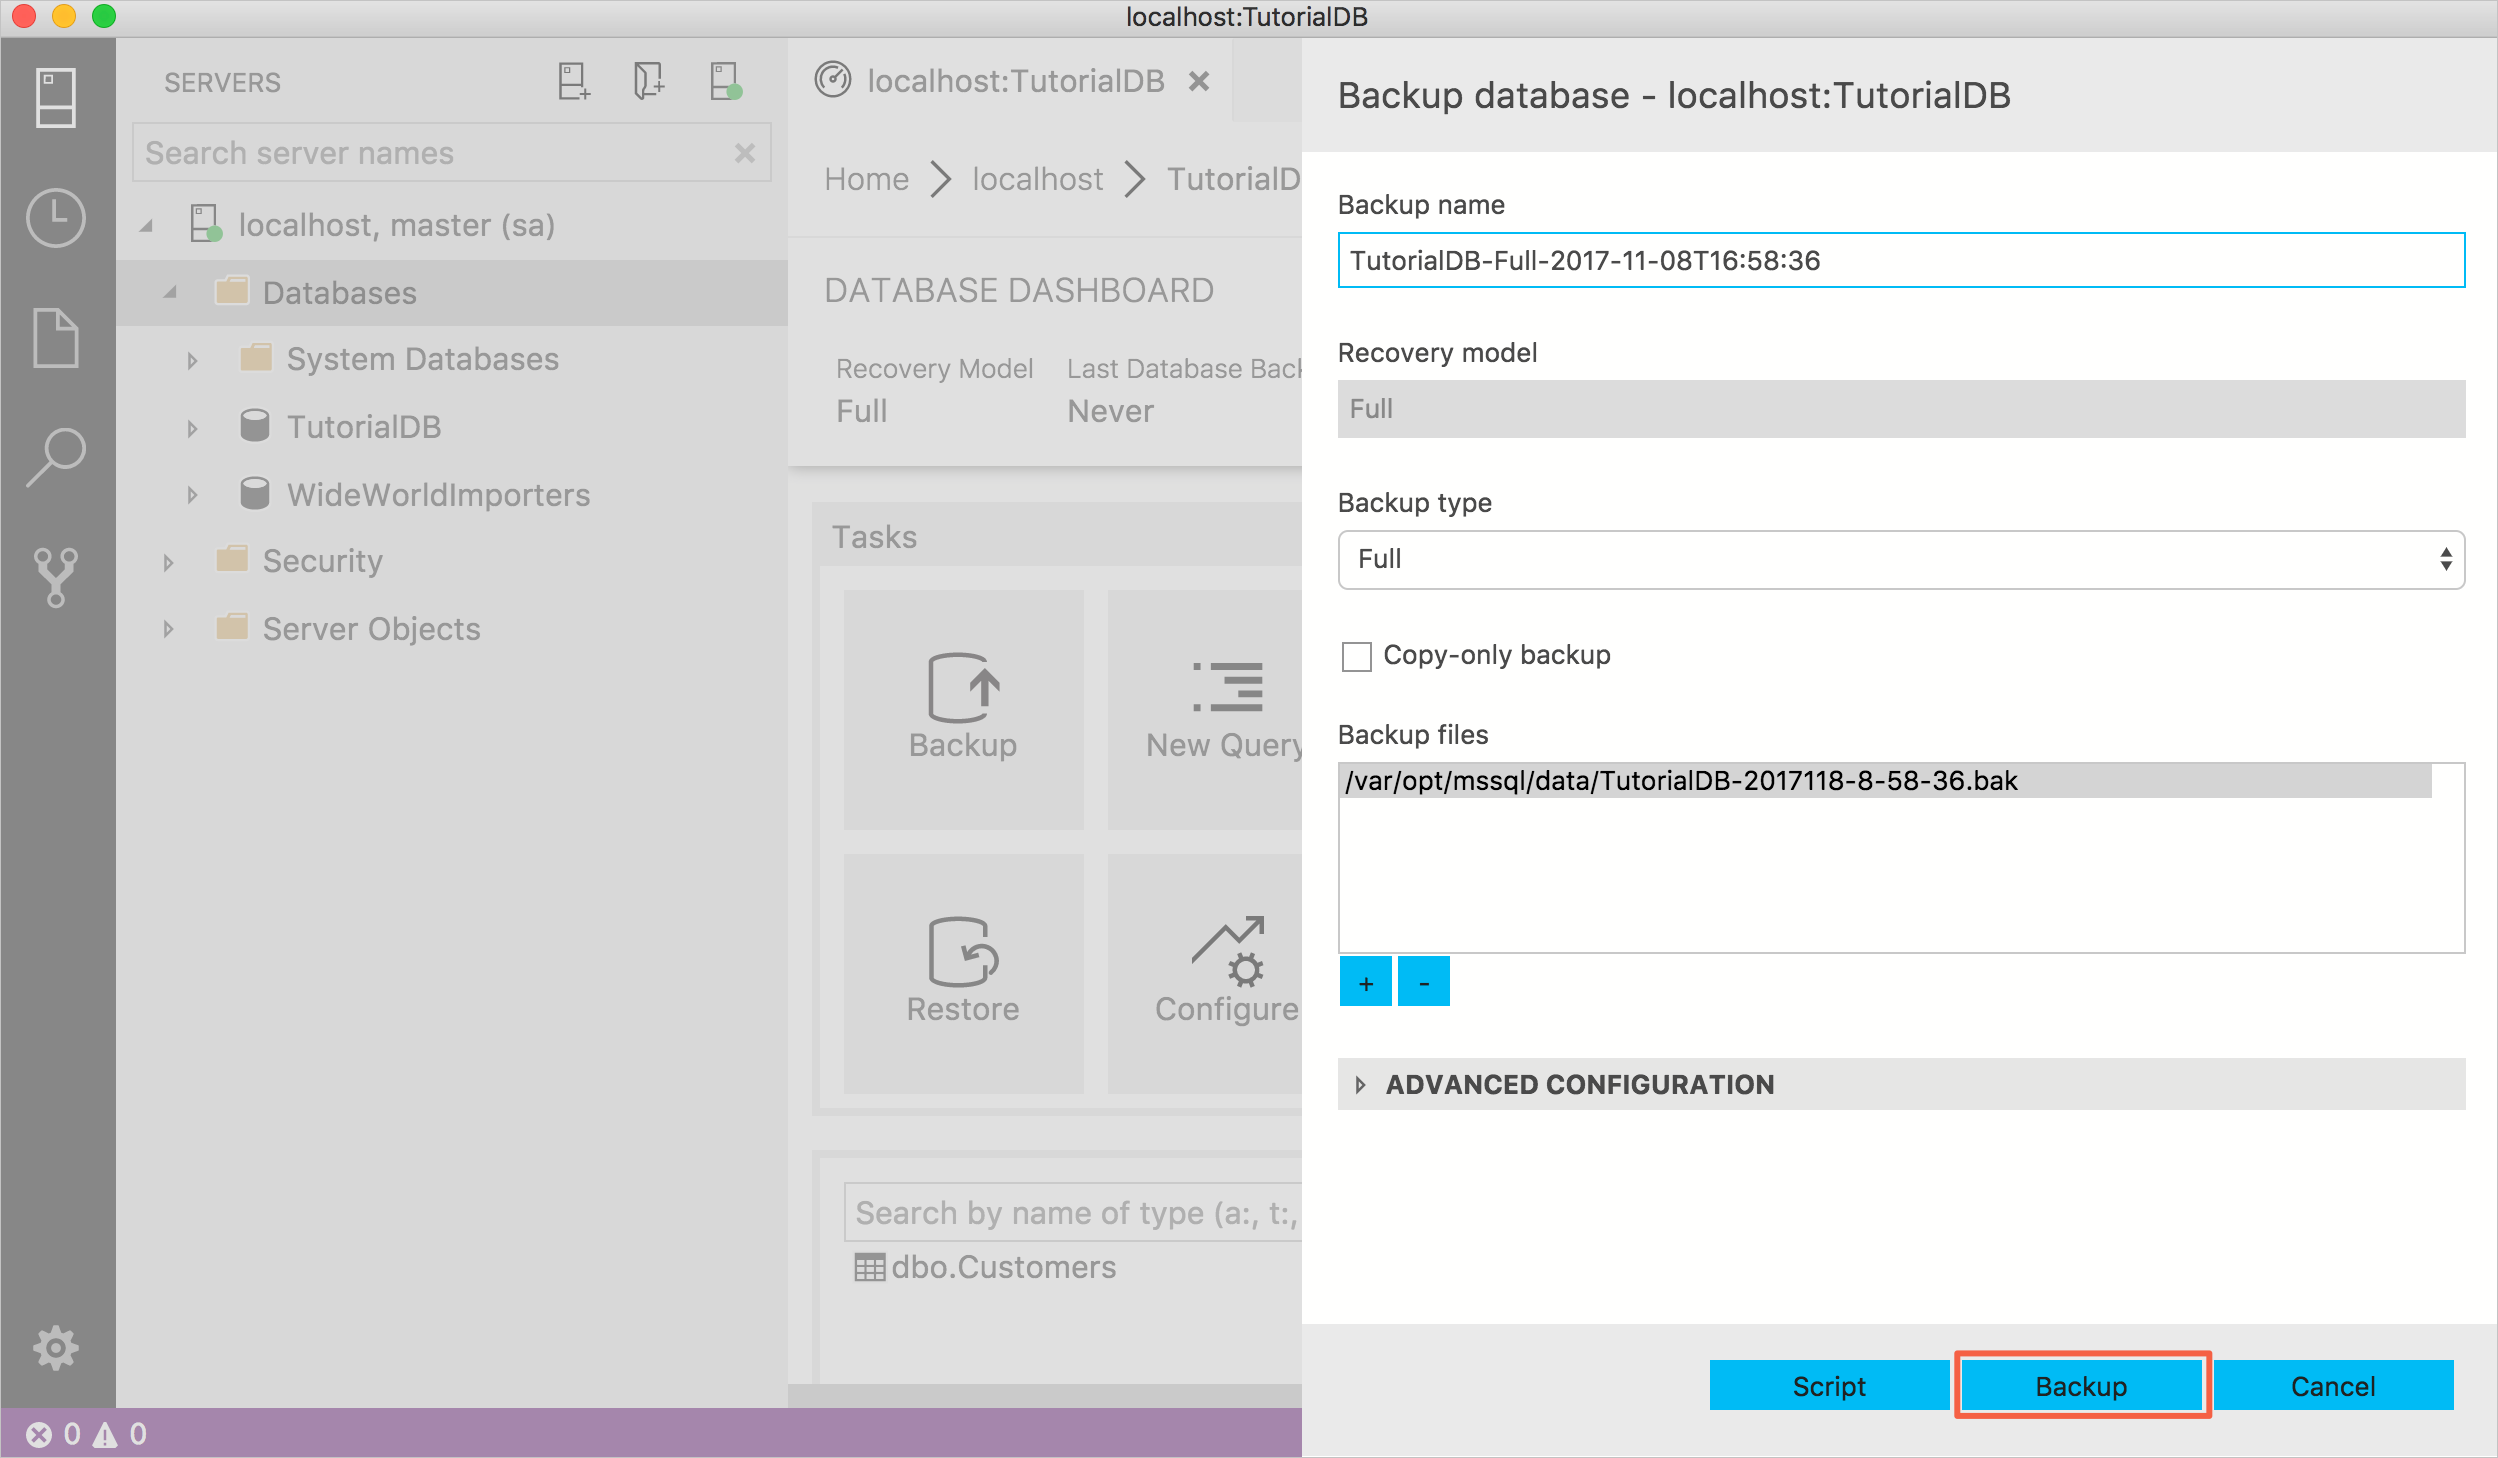 localhost:TutorialDB
SERVERS
Search server names
localhost, master (sa)
Databases
System Databases
TutorialDB
WideWorldImporters
Security
Server Objects
localhost:TutorialDB
Home
localhost
TutorialD
DATABASE DASHBOARD
Recovery Model
Last Database Back
Full
Never
Tasks
Backup
New Query
Restore
Configure
Search by name of type (a:, t:,
dbo.Customers
Backup database - localhost:TutorialDB
Backup name
TutorialDB-Full-2017-11-08T16:58:36
Recovery model
Full
Backup type
Full
Copy-only backup
Backup files
/var/opt/mssql/data/TutorialDB-2017118-8-58-36.bak
+ -
ADVANCED CONFIGURATION
Script
Backup
Cancel
0 0